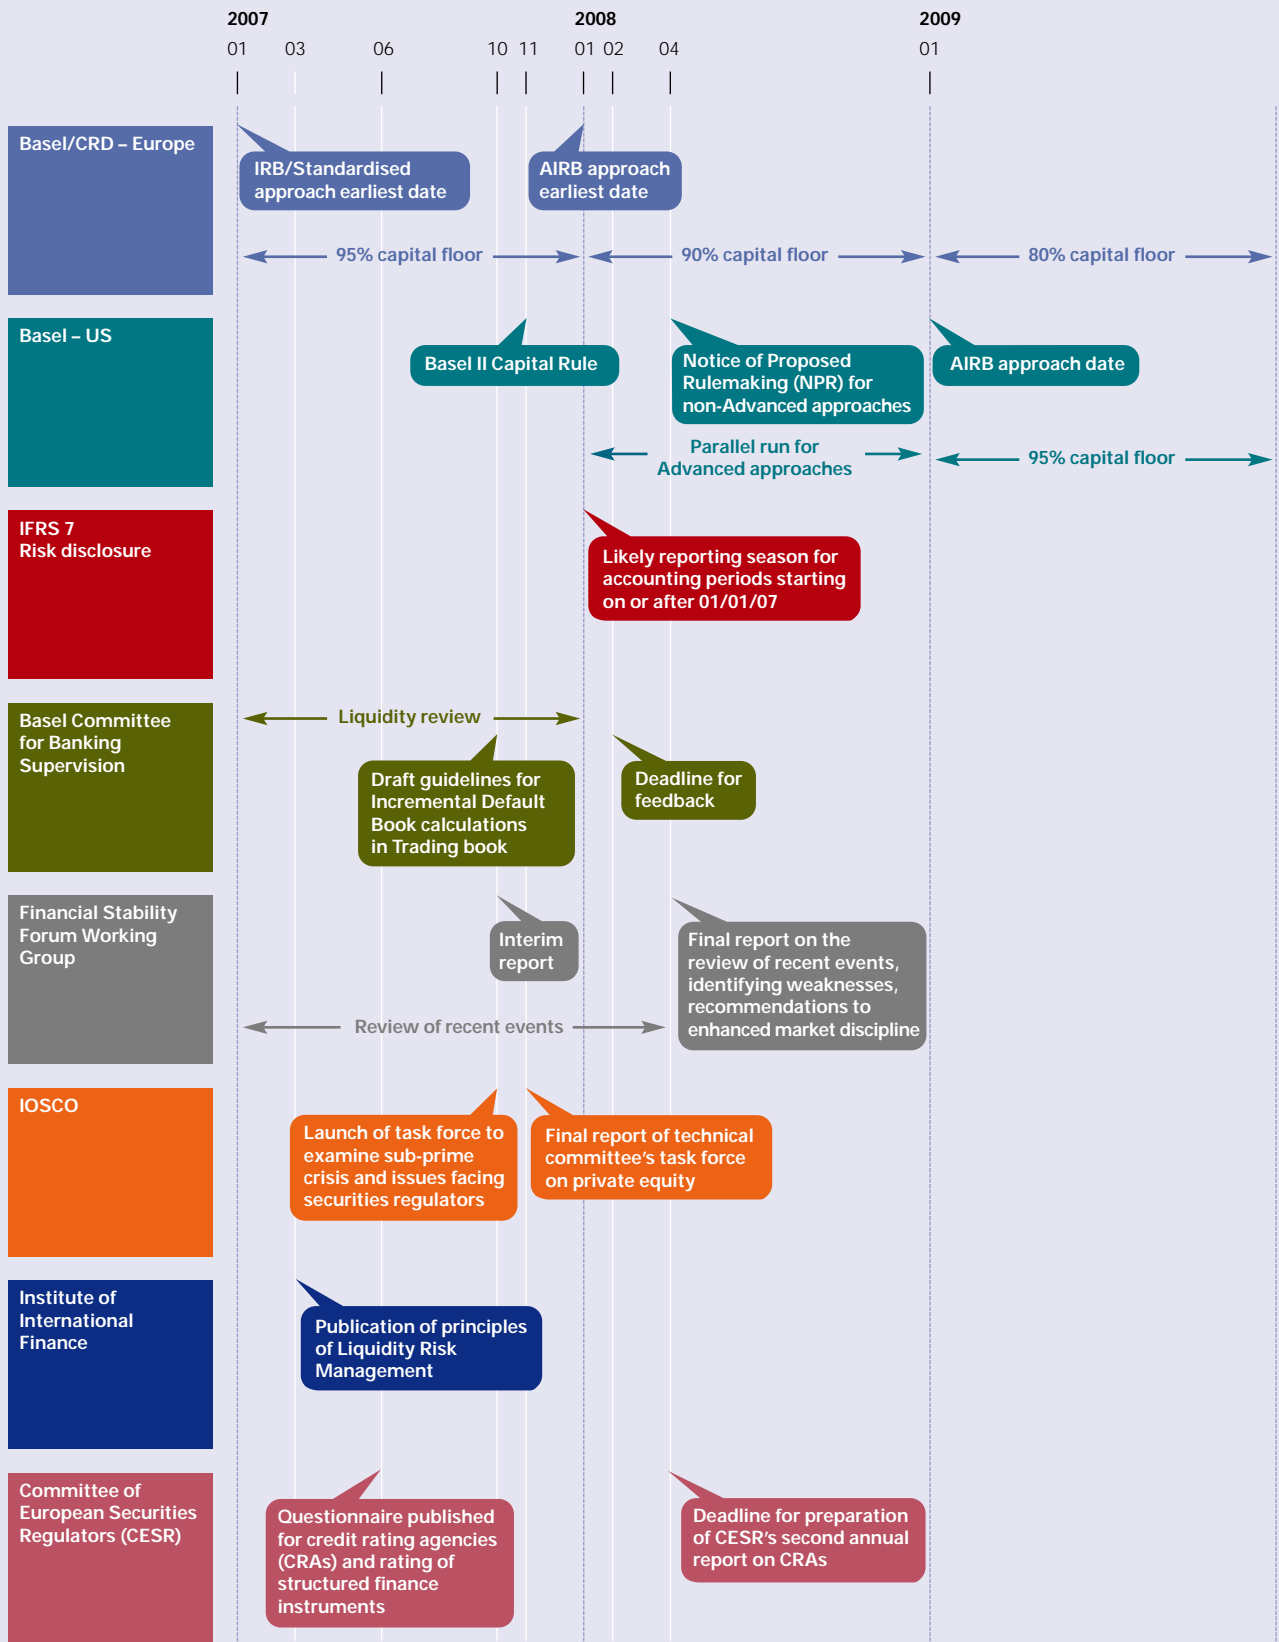 2007 2008 2009
01 03 06 10 11 01 02 04 01
Basel/CRD – Europe
IRB/Standardised
approach earliest date
AIRB approach
earliest date
95% capital floor
90% capital floor
80% capital floor
Basel – US
Basel II Capital Rule
Notice of Proposed
Rulemaking (NPR) for
non-Advanced approaches
AIRB approach date
Parallel run for
Advanced approaches
95% capital floor
IFRS 7
Risk disclosure
Likely reporting season for
accounting periods starting
on or after 01/01/07
Basel Committee
for Banking
Supervision
Liquidity review
Draft guidelines for
Incremental Default
Book calculations
in Trading book
Deadline for
feedback
Financial Stability
Forum Working
Group
Interim
report
Final report on the
review of recent events,
identifying weaknesses,
recommendations to
enhanced market discipline
Review of recent events
IOSCO
Launch of task force to
examine sub-prime
crisis and issues facing
securities regulators
Final report of technical
committee’s task force
on private equity
Institute of
International
Finance
Publication of principles
of Liquidity Risk
Management
Committee of
European Securities
Regulators (CESR)
Questionnaire published
for credit rating agencies
(CRAs) and rating of
structured finance
instruments
Deadline for preparation
of CESR’s second annual
report on CRAs